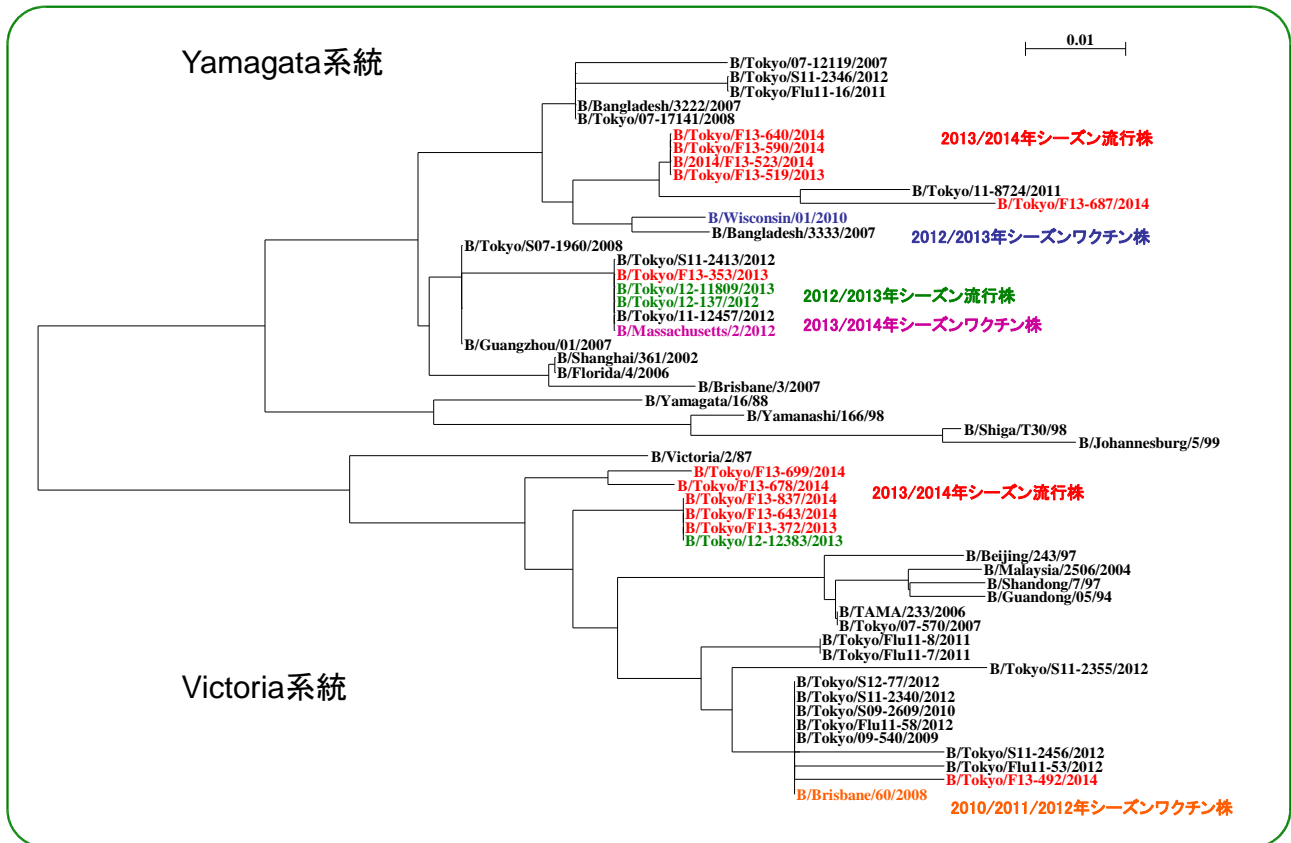 Yamagata系統
0.01
B/Tokyo/07-12119/2007
B/Tokyo/S11-2346/2012
B/Tokyo/Flu11-16/2011
B/Bangladesh/3222/2007
B/Tokyo/07-17141/2008
B/Tokyo/F13-640/2014
2013/2014年シーズン流行株
B/Tokyo/F13-590/2014
B/2014/F13-523/2014
B/Tokyo/F13-519/2013
B/Tokyo/11-8724/2011
B/Tokyo/F13-687/2014
B/Wisconsin/01/2010
B/Bangladesh/3333/2007
2012/2013年シーズンワクチン株
B/Tokyo/S07-1960/2008
B/Tokyo/S11-2413/2012
B/Tokyo/F13-353/2013
B/Tokyo/12-11809/2013
2012/2013年シーズン流行株
B/Tokyo/12-137/2012
B/Tokyo/11-12457/2012
B/Massachusetts/2/2012
2013/2014年シーズンワクチン株
B/Guangzhou/01/2007
B/Shanghai/361/2002
B/Florida/4/2006
B/Brisbane/3/2007
B/Yamagata/16/88
B/Yamanashi/166/98
B/Shiga/T30/98
B/Johannesburg/5/99
B/Victoria/2/87
B/Tokyo/F13-699/2014
B/Tokyo/F13-678/2014
2013/2014年シーズン流行株
B/Tokyo/F13-837/2014
B/Tokyo/F13-643/2014
B/Tokyo/F13-372/2013
B/Tokyo/12-12383/2013
B/Beijing/243/97
B/Malaysia/2506/2004
B/Shandong/7/97
B/Guandong/05/94
B/TAMA/233/2006
B/Tokyo/07-570/2007
B/Tokyo/Flu11-8/2011
B/Tokyo/Flu11-7/2011
B/Tokyo/S11-2355/2012
Victoria系統
B/Tokyo/S12-77/2012
B/Tokyo/S11-2340/2012
B/Tokyo/S09-2609/2010
B/Tokyo/Flu11-58/2012
B/Tokyo/09-540/2009
B/Tokyo/S11-2456/2012
B/Tokyo/Flu11-53/2012
B/Tokyo/F13-492/2014
B/Brisbane/60/2008
2010/2011/2012年シーズンワクチン株